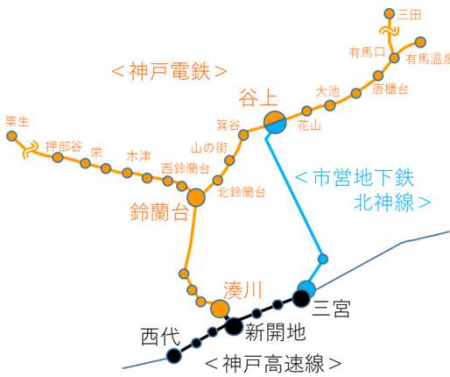 三田
有馬口
有馬温泉
<神戸電鉄>
大池
唐櫃台
谷上
花山
箕谷
粟生
山の街
押部谷
栄
木津
西鈴蘭台
北鈴蘭台
鈴蘭台
<市営地下鉄
北神線>
湊川
三宮
西代
新開地
<神戸高速線>